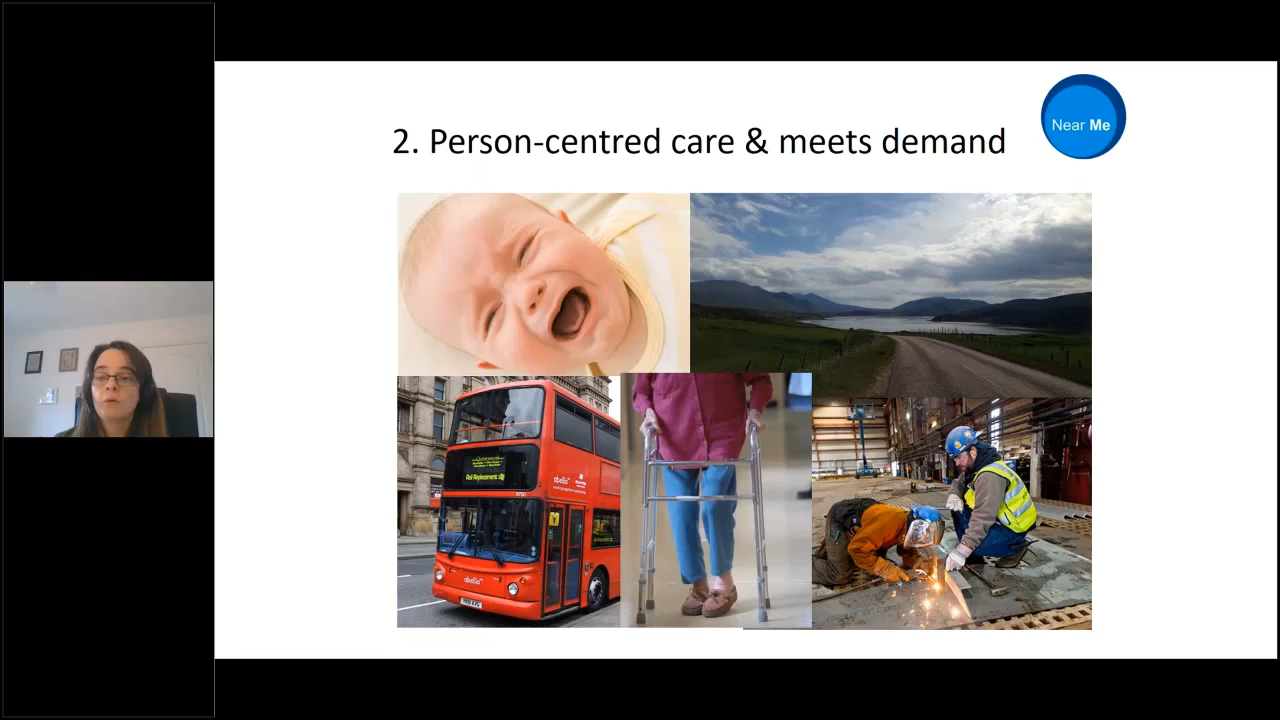 2. Person-centred care & meets demand
Near Me
abellio
Rail Replacement
abellio